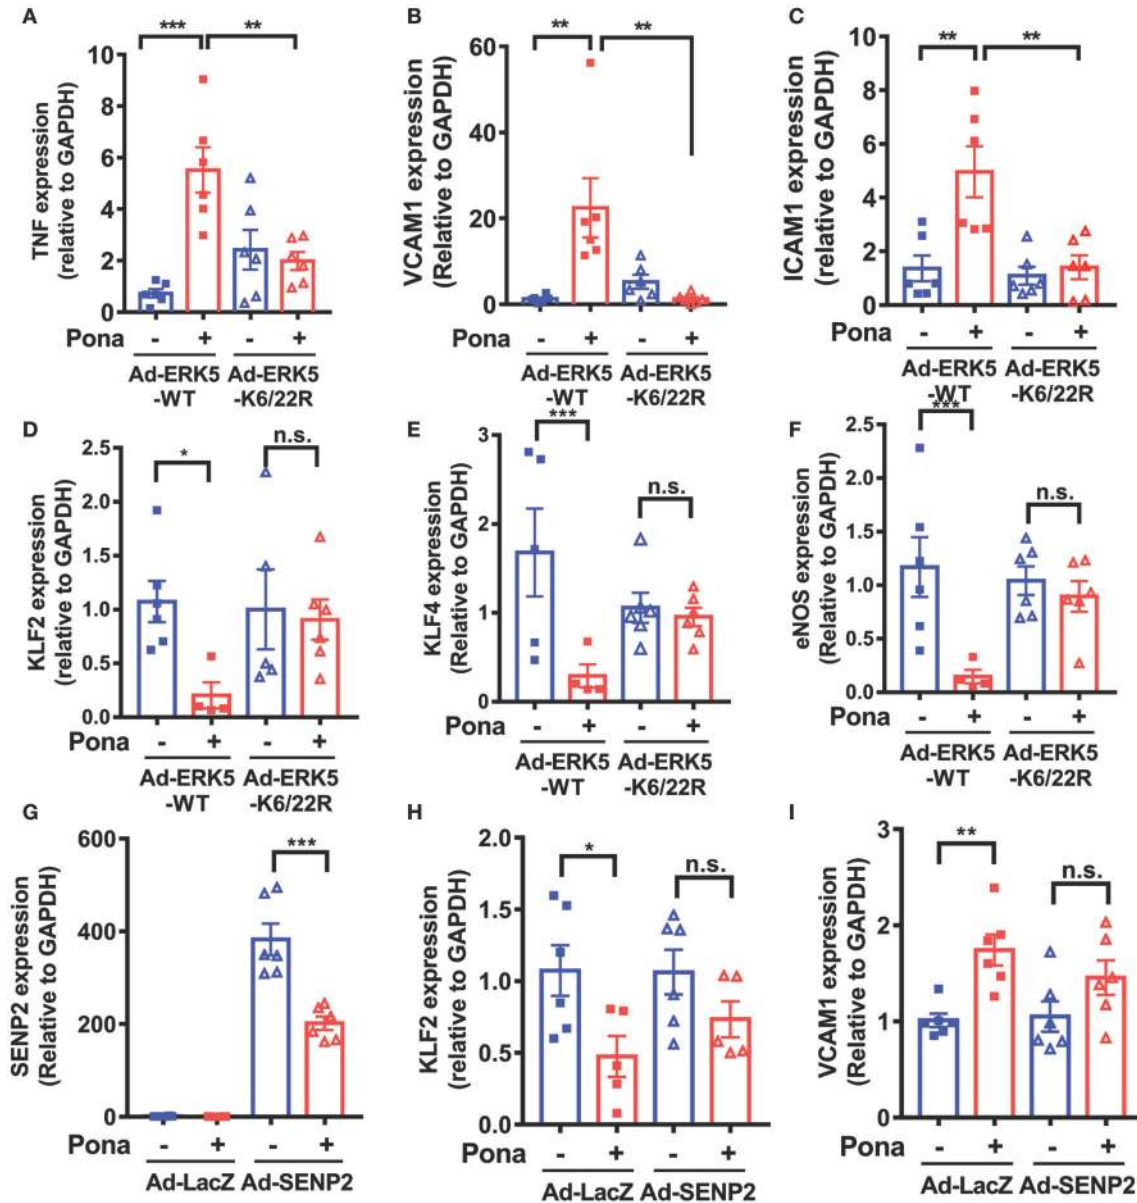 A
TNF expression
(relative to GAPDH)
10
8
6
4
2
0
***
**
Pona
-
+
-
+
Ad-ERK5
-WT
Ad-ERK5
-K6/22R
B
VCAM1 expression
(Relative to GAPDH)
60
40
20
0
**
**
Pona
-
+
-
+
Ad-ERK5
-WT
Ad-ERK5
-K6/22R
C
ICAM1 expression
(Relative to GAPDH)
10
8
6
4
2
0
**
**
Pona
-
+
-
+
Ad-ERK5
-WT
Ad-ERK5
-K6/22R
D
KLF2 expression
(relative to GAPDH)
2.5
2.0
1.5
1.0
0.5
0.0
*
n.s.
Pona
-
+
-
+
Ad-ERK5
-WT
Ad-ERK5
-K6/22R
E
KLF4 expression
(Relative to GAPDH)
3
2
1
0
***
n.s.
Pona
-
+
-
+
Ad-ERK5
-WT
Ad-ERK5
-K6/22R
F
eNOS expression
(Relative to GAPDH)
2.5
2.0
1.5
1.0
0.5
0.0
***
n.s.
Pona
-
+
-
+
Ad-ERK5
-WT
Ad-ERK5
-K6/22R
G
SENP2 expression
(Relative to GAPDH)
600
400
200
0
***
Pona
-
+
-
+
Ad-LacZ
Ad-SENP2
H
KLF2 expression
(relative to GAPDH)
2.0
1.5
1.0
0.5
0.0
*
n.s.
Pona
-
+
-
+
Ad-LacZ
Ad-SENP2
I
VCAM1 expression
(Relative to GAPDH)
3
2
1
0
**
n.s.
Pona
-
+
-
+
Ad-LacZ
Ad-SENP2